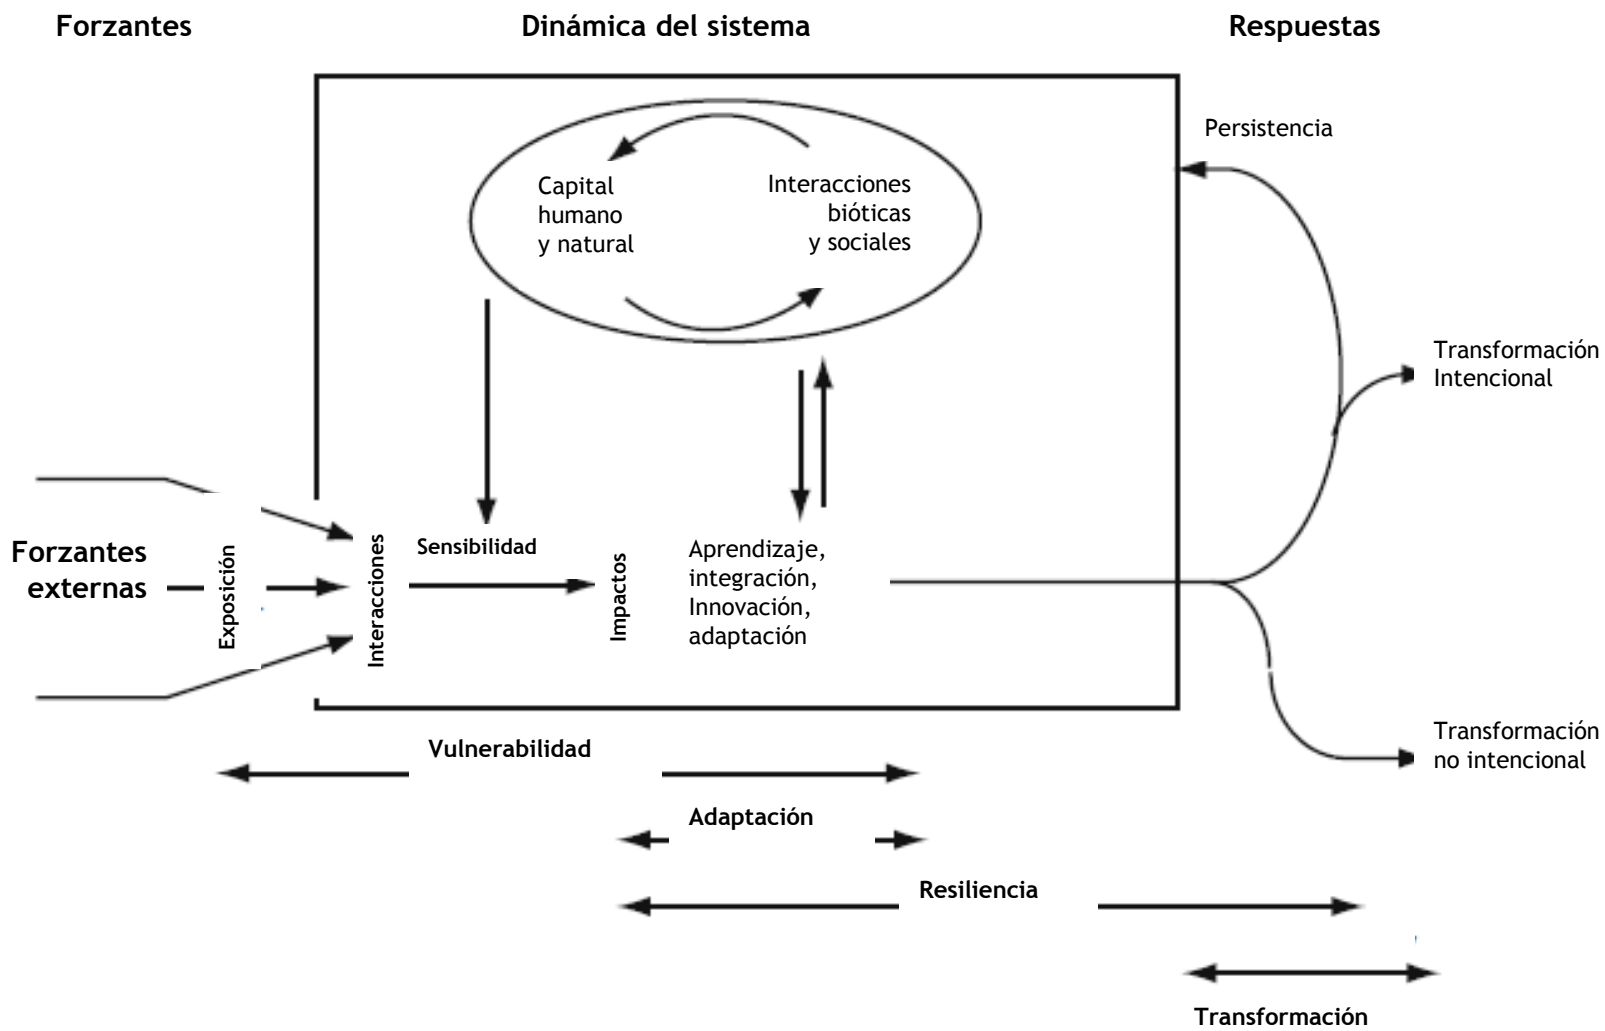 Forzantes
Dinámica del sistema
Respuestas
Persistencia
Capital
humano
y natural
Interacciones
bióticas
y sociales
Transformación
Intencional
Forzantes
externas
Exposición
Interacciones
Sensibilidad
Impactos
Aprendizaje,
integración,
Innovación,
adaptación
Transformación
no intencional
Vulnerabilidad
Adaptación
Resiliencia
Transformación